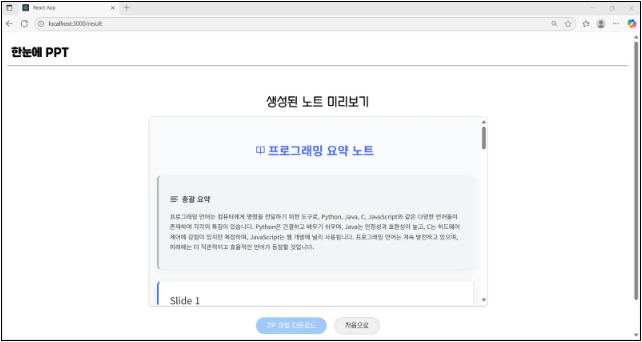 React App
localhost:3000/result
한눈에 PPT
생성된 노트 미리보기
프로그래밍 요약 노트
총괄 요약
프로그래밍 언어는 컴퓨터에게 명령을 전달하기 위한 도구로, Python, Java, C, JavaScript와 같은 다양한 언어들이
존재하며 각각의 특징이 있습니다. Python은 간결하고 배우기 쉬우며, Java는 안정성과 호환성이 높고, C는 하드웨어
제어에 강점이 있지만 복잡하며, JavaScript는 웹 개발에 널리 사용됩니다. 프로그래밍 언어는 계속 발전하고 있으며,
미래에는 더 직관적이고 효율적인 언어가 등장할 것입니다.
Slide 1
ZIP 파일 다운로드
처음으로